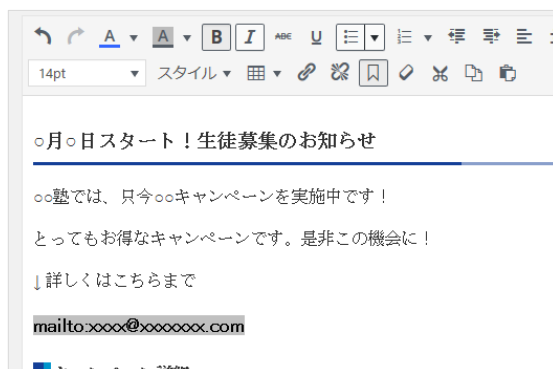 A A B I ABC U
14pt スタイル
○月○日スタート！生徒募集のお知らせ
○○塾では、只今○○キャンペーンを実施中です！
とってもお得なキャンペーンです。是非この機会に！
↓詳しくはこちらまで
mailto:xxxx@xxxxxxx.com